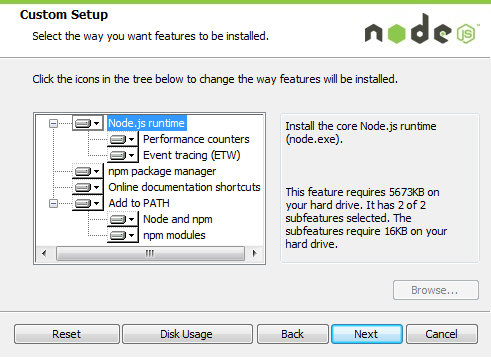 Custom Setup
Select the way you want features to be installed.
node
JS
Click the icons in the tree below to change the way features will be installed.
Node.js runtime
Performance counters
Event tracing (ETW)
npm package manager
Online documentation shortcuts
Add to PATH
Node and npm
npm modules
Install the core Node.js runtime
(node.exe).
This feature requires 5673KB on
your hard drive. It has 2 of 2
subfeatures selected. The
subfeatures require 16KB on your
hard drive.
Browse...
Reset
Disk Usage
Back
Next
Cancel